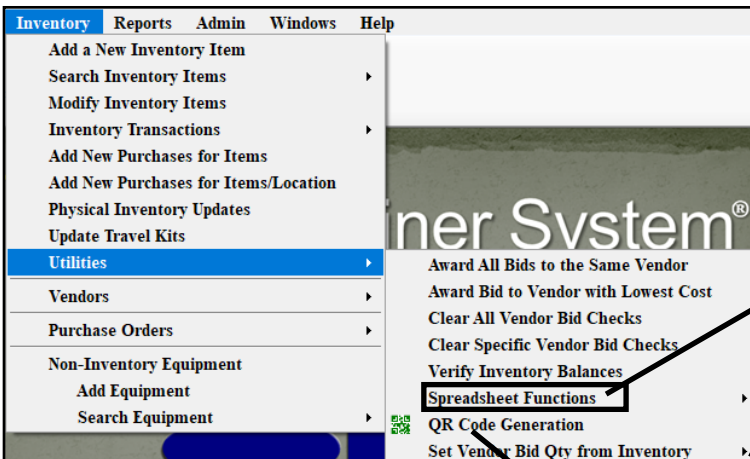 Inventory Reports Admin Windows Help
Add a New Inventory Item
Search Inventory Items
Modify Inventory Items
Inventory Transactions
Add New Purchases for Items
Add New Purchases for Items/Location
Physical Inventory Updates
Update Travel Kits
Utilities
Vendors
Purchase Orders
Non-Inventory Equipment
Add Equipment
Search Equipment
iner System®
Award All Bids to the Same Vendor
Award Bid to Vendor with Lowest Cost
Clear All Vendor Bid Checks
Clear Specific Vendor Bid Checks
Verify Inventory Balances
Spreadsheet Functions
QR Code Generation
Set Vendor Bid Qty from Inventory